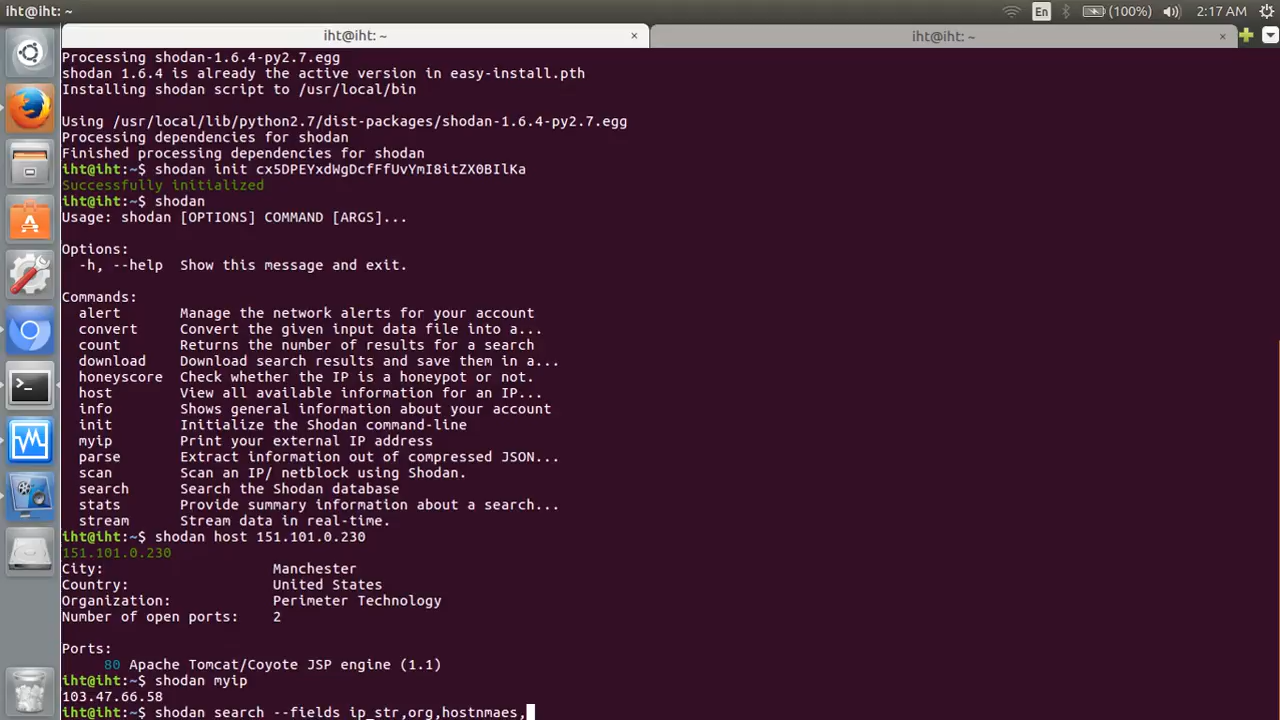 iht@iht: ~
En
(100%)
2:17 AM
iht@iht: ~
iht@iht: ~
Processing shodan-1.6.4-py2.7.egg
shodan 1.6.4 is already the active version in easy-install.pth
Installing shodan script to /usr/local/bin
Using /usr/local/lib/python2.7/dist-packages/shodan-1.6.4-py2.7.egg
Processing dependencies for shodan
Finished processing dependencies for shodan
iht@iht:~$ shodan init cx5DPEYxdWgDcfFfUvYmI8itZX0BIlKa
Successfully initialized
iht@iht:~$ shodan
Usage: shodan [OPTIONS] COMMAND [ARGS]...
Options:
-h, --help  Show this message and exit.
Commands:
alert       Manage the network alerts for your account
convert     Convert the given input data file into a...
count       Returns the number of results for a search
download    Download search results and save them in a...
honeyscore  Check whether the IP is a honeypot or not.
host        View all available information for an IP...
info        Shows general information about your account
init        Initialize the Shodan command-line
myip        Print your external IP address
parse       Extract information out of compressed JSON...
scan        Scan an IP/ netblock using Shodan.
search      Search the Shodan database
stats       Provide summary information about a search...
stream      Stream data in real-time.
iht@iht:~$ shodan host 151.101.0.230
151.101.0.230
City:                    Manchester
Country:                 United States
Organization:            Perimeter Technology
Number of open ports:    2
Ports:
80 Apache Tomcat/Coyote JSP engine (1.1)
iht@iht:~$ shodan myip
103.47.66.58
iht@iht:~$ shodan search --fields ip_str,org,hostnmaes,